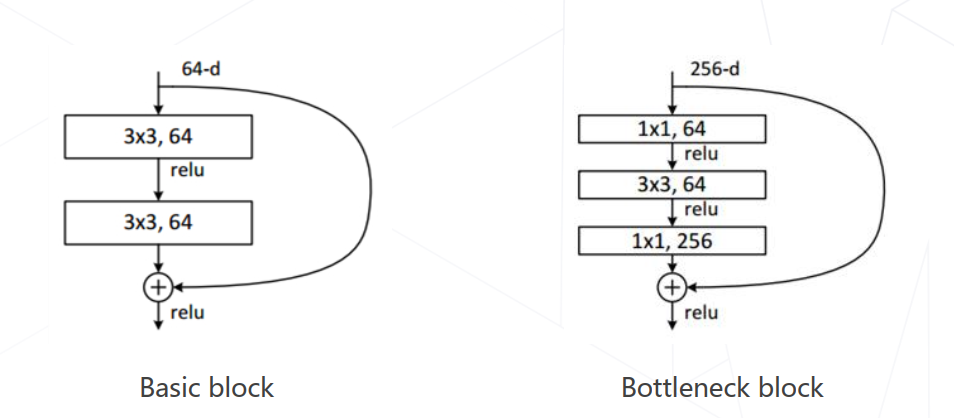 64-d
3x3, 64
relu
3x3, 64
+
relu
Basic block
256-d
1x1, 64
relu
3x3, 64
relu
1x1, 256
+
relu
Bottleneck block